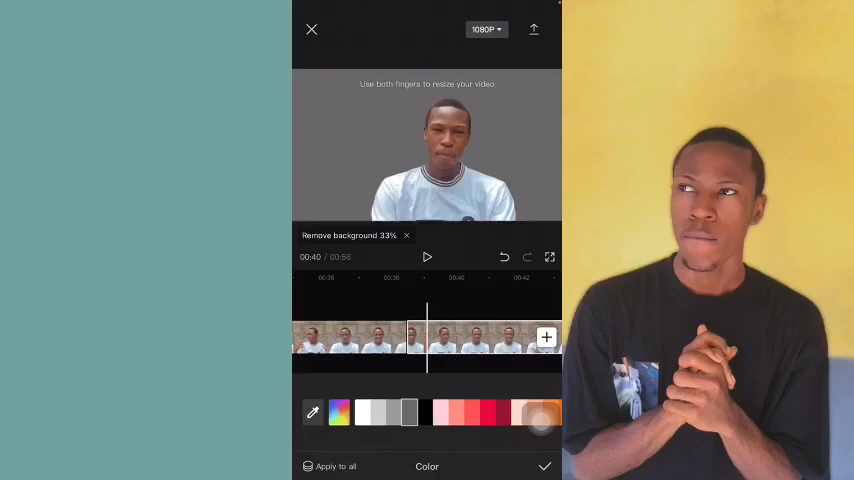 1080P
Use both fingers to resize your video
Remove background 33% ×
00:40 / 00:56
00:36 00:38 00:40 00:42
Apply to all Color